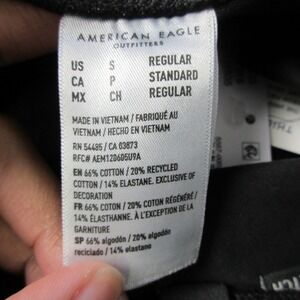 AMERICAN EAGLE
OUTFITTERS
US S REGULAR
CA P STANDARD
MX CH REGULAR
MADE IN VIETNAM / FABRIQUÉ AU
VIETNAM / HECHO EN VIETNAM
RN 54485 / CA 03873
RFC# AEM120605U9A
EN 66% COTTON / 20% RECYCLED
COTTON / 14% ELASTANE. EXCLUSIVE OF
DECORATION
FR 66% COTON / 20% COTON RÉGÉNÉRÉ /
14% ÉLASTHANNE. À L'EXCEPTION DE LA
GARNITURE
SP 66% algodón / 20% algodón
reciclado / 14% elastano